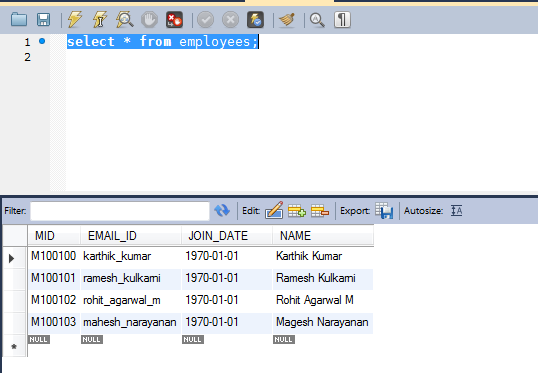 1 select * from employees;
2
Filter: Edit: Export: Autosize:
MID EMAIL_ID JOIN_DATE NAME
M100100 karthik_kumar 1970-01-01 Karthik Kumar
M100101 ramesh_kulkarni 1970-01-01 Ramesh Kulkarni
M100102 rohit_agarwal_m 1970-01-01 Rohit Agarwal M
M100103 mahesh_narayanan 1970-01-01 Magesh Narayanan
* NULL NULL NULL NULL